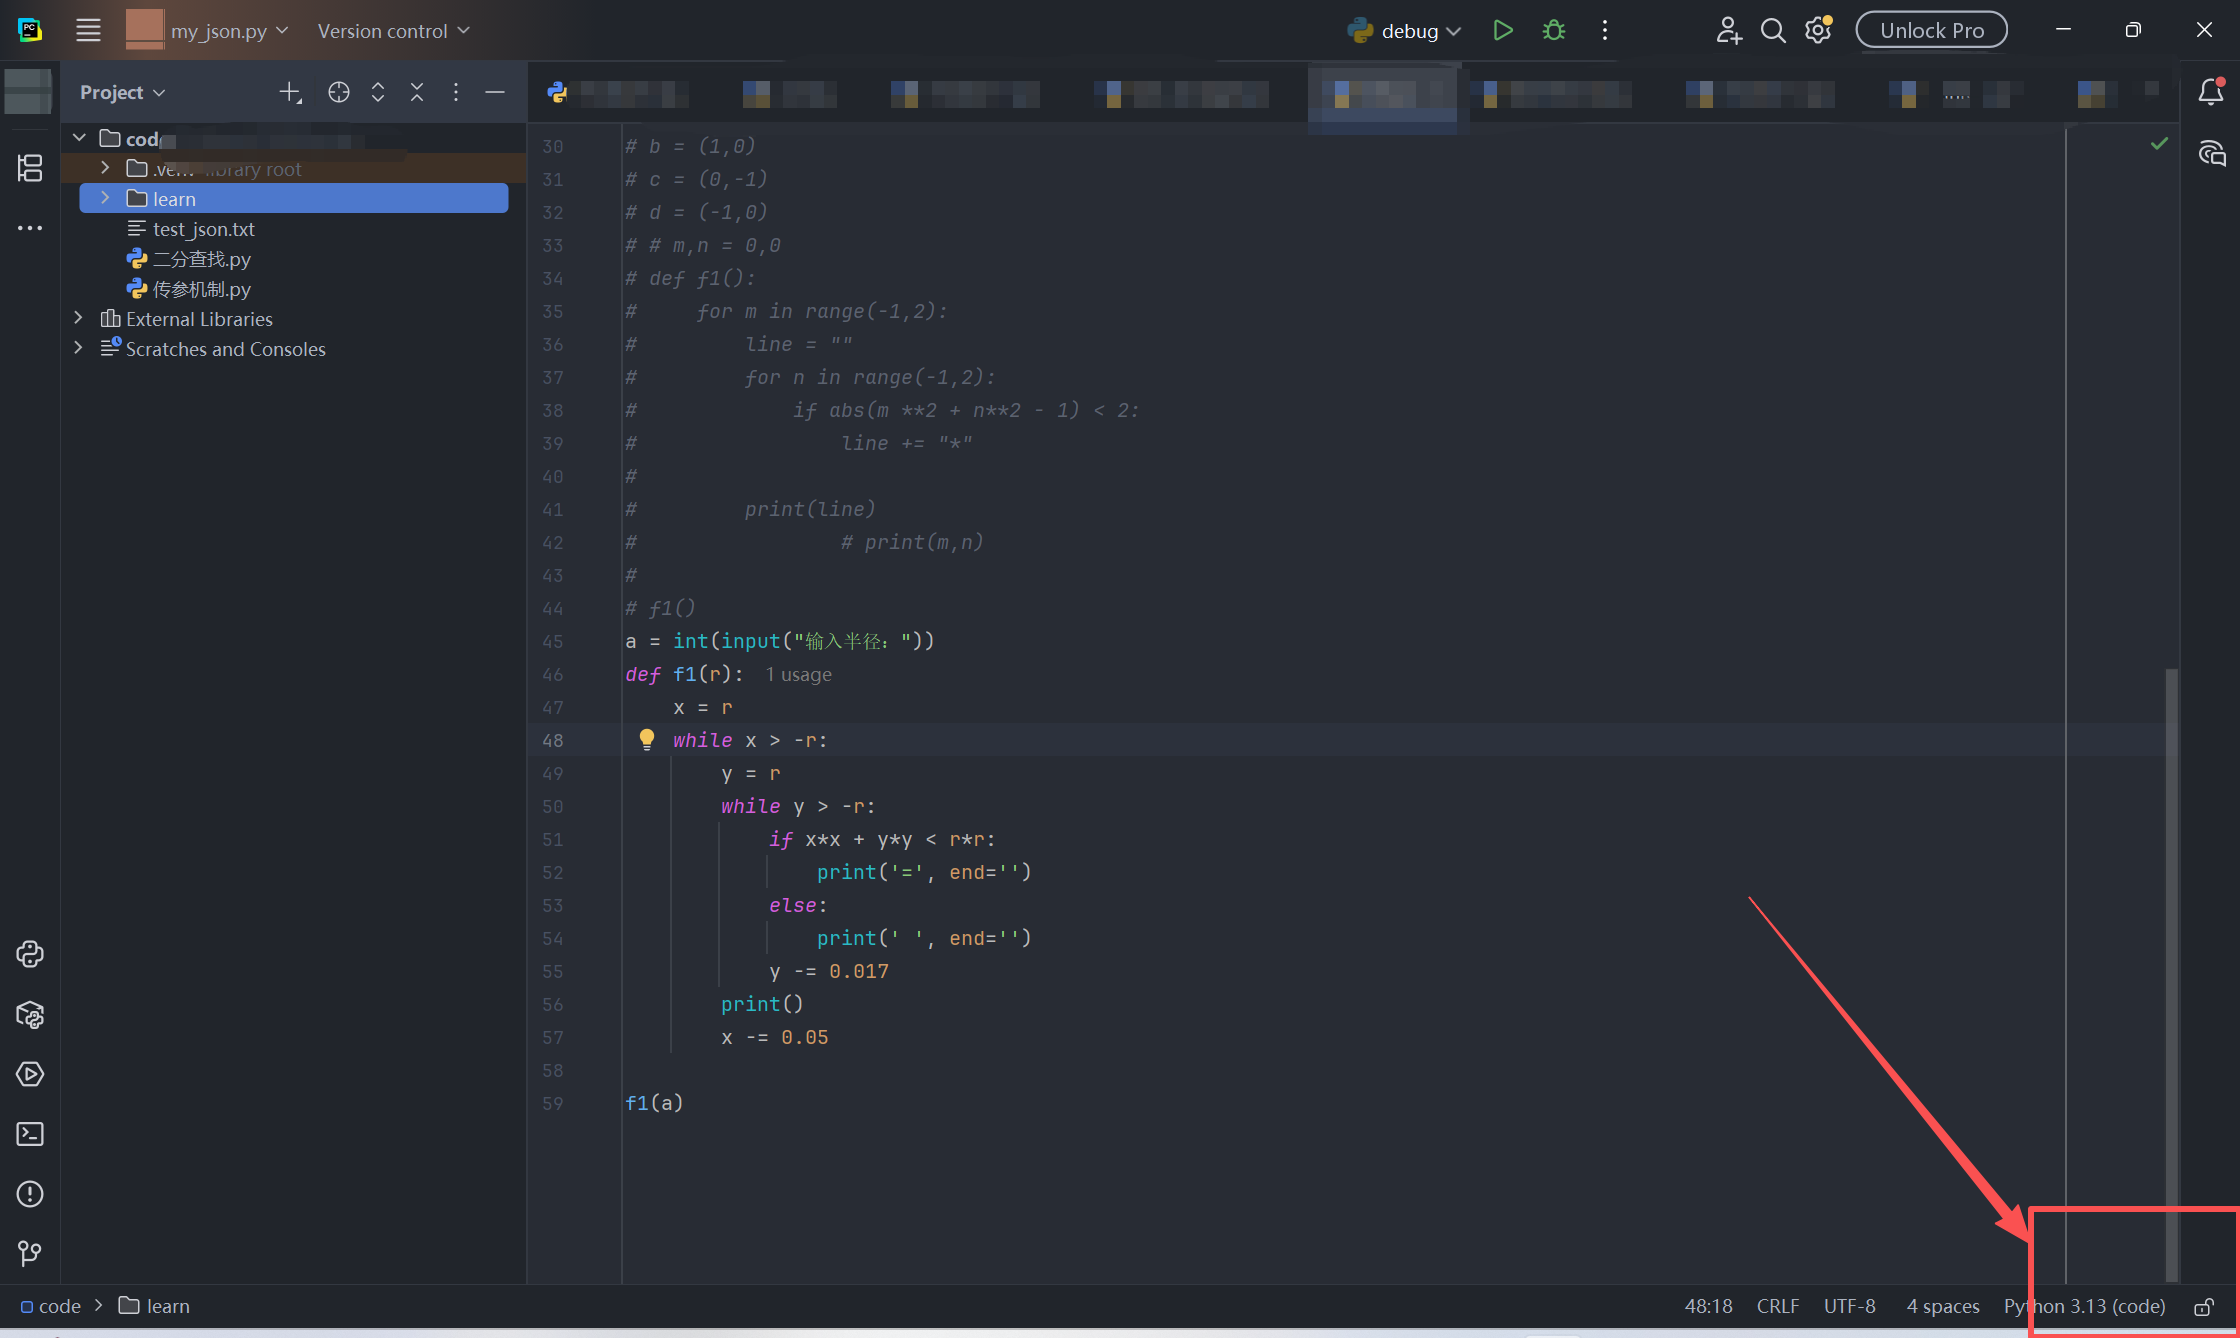 PC
my_json.py
Version control
debug
Unlock Pro
Project
code
.venv library root
learn
test_json.txt
二分查找.py
传参机制.py
External Libraries
Scratches and Consoles
30 # b = (1,0)
31 # c = (0,-1)
32 # d = (-1,0)
33 # # m,n = 0,0
34 # def f1():
35 #     for m in range(-1,2):
36 #         line = ""
37 #         for n in range(-1,2):
38 #             if abs(m **2 + n**2 - 1) < 2:
39 #                 line += "*"
40 #
41 #         print(line)
42 #                 # print(m,n)
43 #
44 # f1()
45 a = int(input("输入半径："))
46 def f1(r): 1 usage
47     x = r
48     while x > -r:
49         y = r
50         while y > -r:
51             if x*x + y*y < r*r:
52                 print('=', end='')
53             else:
54                 print(' ', end='')
55             y -= 0.017
56         print()
57         x -= 0.05
58
59 f1(a)
code > learn
48:18 CRLF UTF-8 4 spaces Python 3.13 (code)